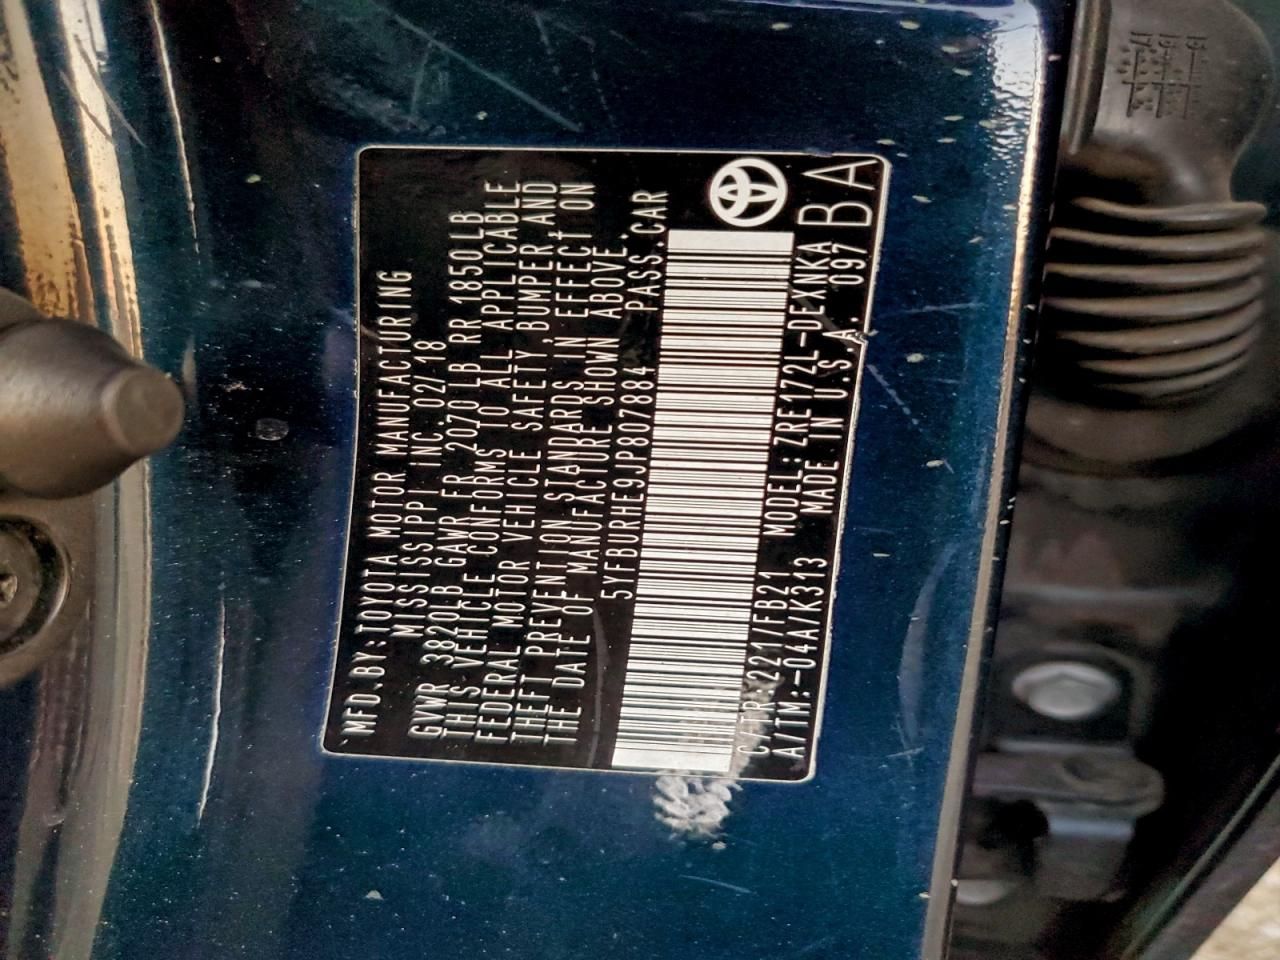 MFD.BY:TOYOTA MOTOR MANUFACTURING
MISSISSIPPI INC. 02/18
GVWR 3820LB GAWR FR 2070LB RR 1850LB
THIS VEHICLE CONFORMS TO ALL APPLICABLE
FEDERAL MOTOR VEHICLE SAFETY, BUMPER, AND
THEFT PREVENTION STANDARDS IN EFFECT ON
THE DATE OF MANUFACTURE SHOWN ABOVE.
5YFBURHE9JP807884 PASS.CAR
C/TR:221/FB21 MODEL:ZRE172L-DEXNKA
A/TM:-04A/K313 MADE IN U.S.A. 097
BA